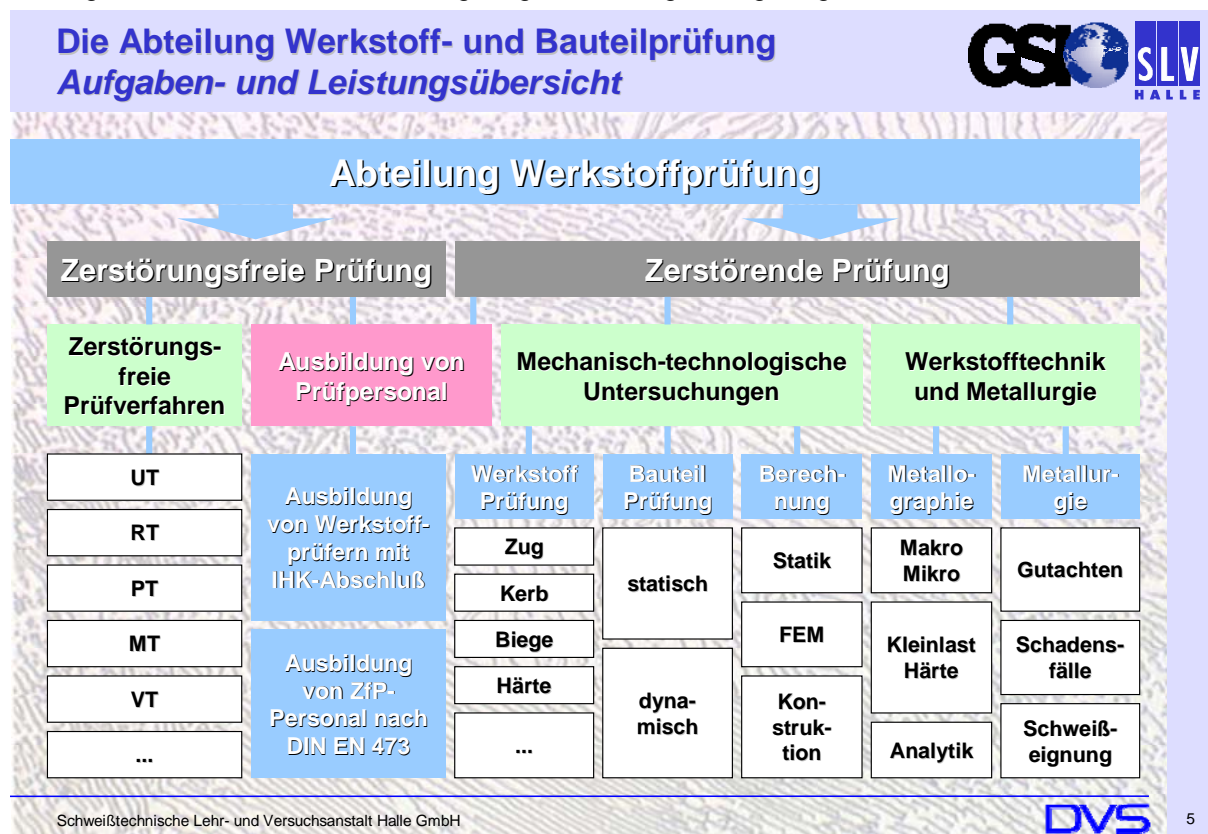 Die Abteilung Werkstoff- und Bauteilprüfung
Aufgaben- und Leistungsübersicht
GSI
SLV
HALLE
Abteilung Werkstoffprüfung
Zerstörungsfreie Prüfung
Zerstörende Prüfung
Zerstörungs-
freie
Prüfverfahren
Ausbildung von
Prüfpersonal
Mechanisch-technologische
Untersuchungen
Werkstofftechnik
und Metallurgie
UT
RT
PT
MT
VT
...
Ausbildung
von Werkstoff-
prüfern mit
IHK-Abschluß
Ausbildung
von ZfP-
Personal nach
DIN EN 473
Werkstoff
Prüfung
Zug
Kerb
Biege
Härte
...
Bauteil
Prüfung
statisch
dyna-
misch
Berech-
nung
Statik
FEM
Kon-
struk-
tion
Metallo-
graphie
Makro
Mikro
Kleinlast
Härte
Analytik
Metallur-
gie
Gutachten
Schadens-
fälle
Schweiß-
eignung
Schweißtechnische Lehr- und Versuchsanstalt Halle GmbH
DVS
5